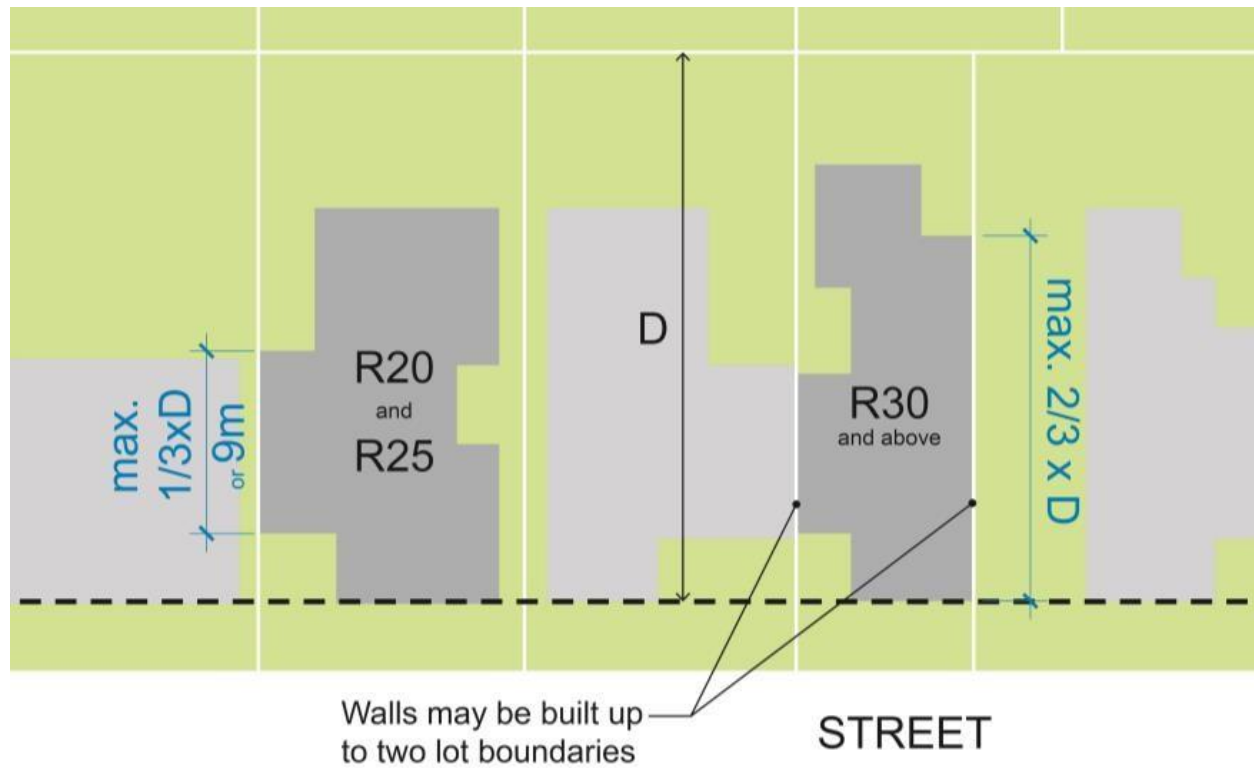 D
R20
and
R25
max.
1/3xD
or 9m
R30
and above
max. 2/3 x D
Walls may be built up
to two lot boundaries
STREET